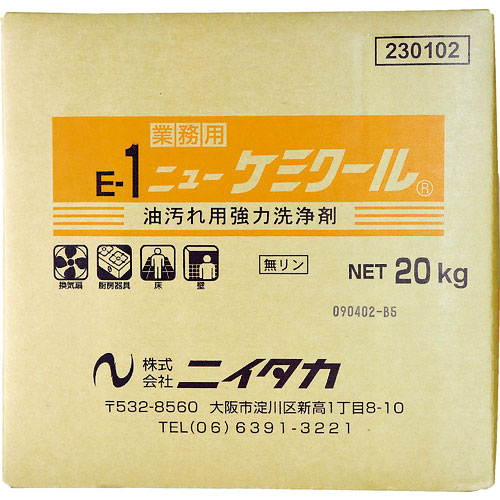 230102
業務用
E-1 ニューケミクール®
油汚れ用強力洗浄剤
換気扇 厨房器具 床 壁
無リン
NET 20kg
090402-B5
株式会社 ニイタカ
〒532-8560 大阪市淀川区新高1丁目8-10
TEL(06)6391-3221